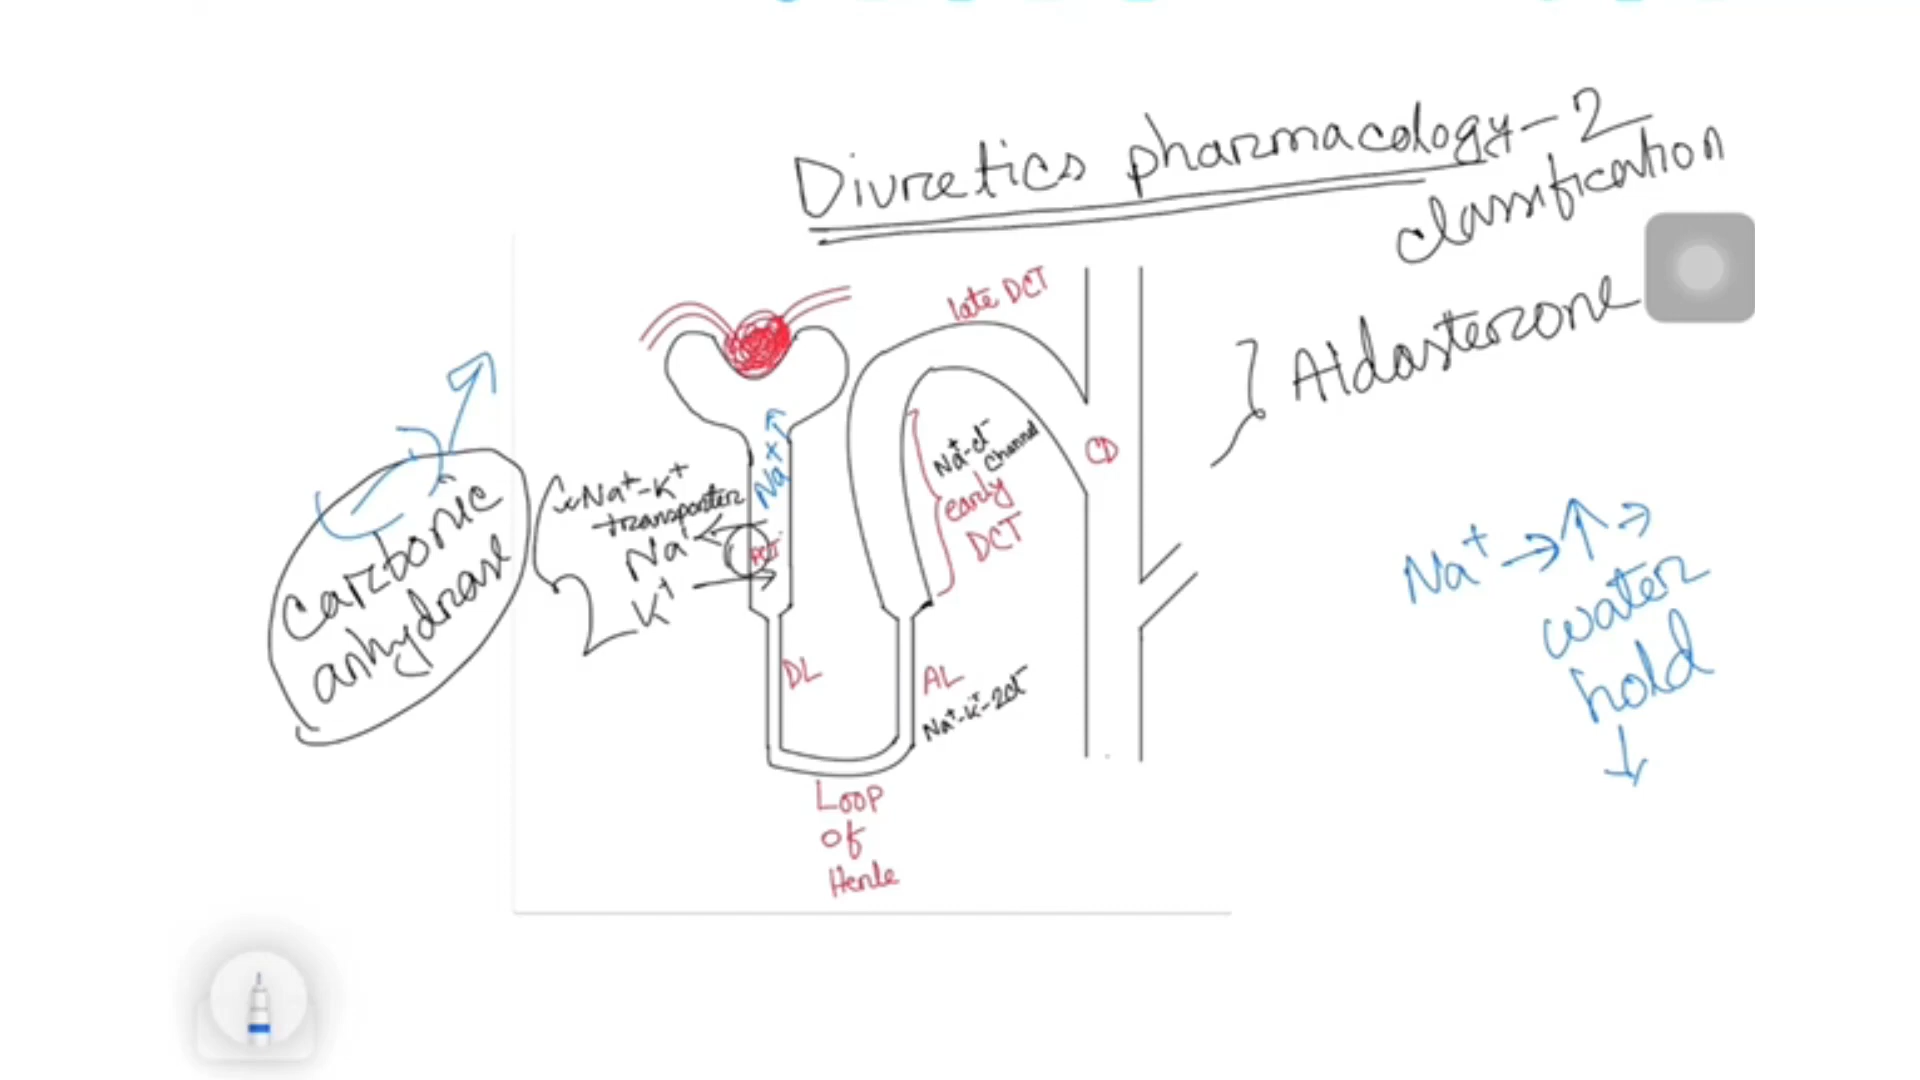 Diuretics pharmacology-2
classification
late DCT
Aldosterone
Na+-Cl-
channel
early
DCT
CD
Na+
Na+-K+
transporter
Na+
K+
PCT
carbonic
anhydrase
DL
AL
Na+-K+-2Cl-
Loop
of
Henle
Na+→↑→
water
hold
↓